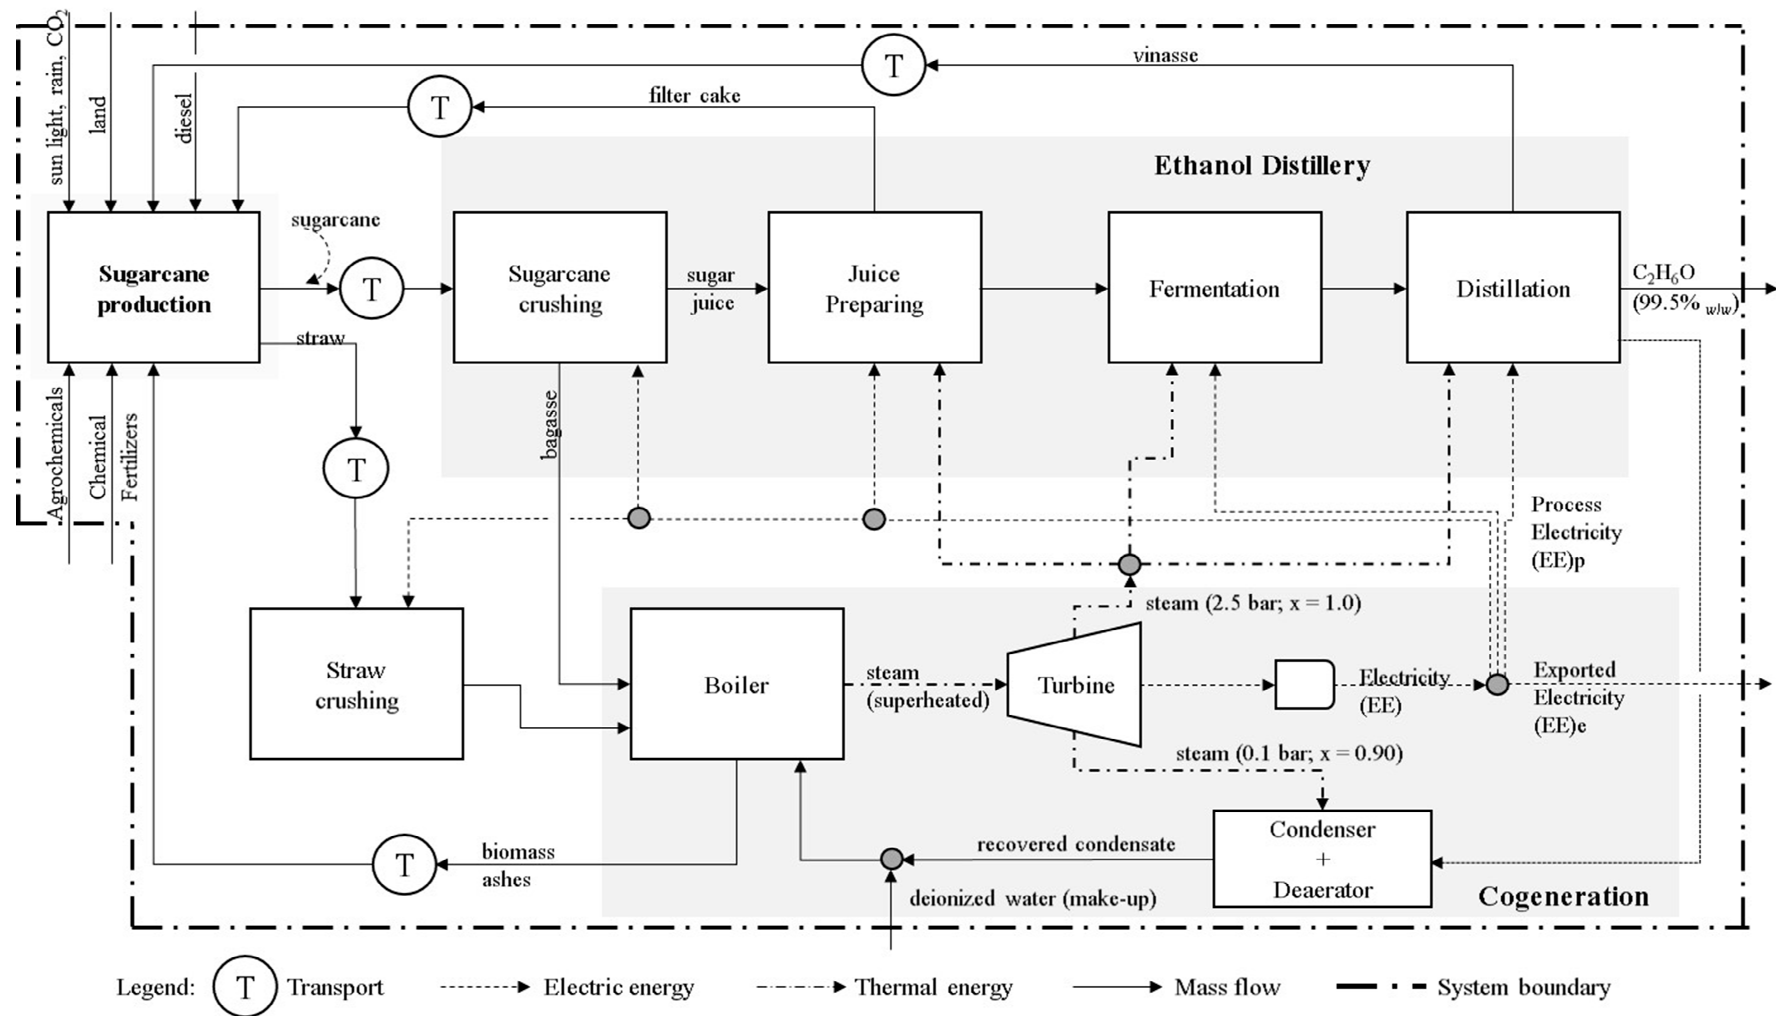 sun light, rain, CO2
land
diesel
vinasse
T
filter cake
T
Ethanol Distillery
sugarcane
Sugarcane
production
T
Sugarcane
crushing
sugar
juice
Juice
Preparing
Fermentation
Distillation
C2H6O
(99.5% w/w)
straw
Agrochemicals
Chemical
Fertilizers
bagasse
T
Process
Electricity
(EE)p
steam (2.5 bar; x = 1.0)
Straw
crushing
Boiler
steam
(superheated)
Turbine
Electricity
(EE)
Exported
Electricity
(EE)e
steam (0.1 bar; x = 0.90)
Condenser
+
Deaerator
recovered condensate
T
biomass
ashes
deionized water (make-up)
Cogeneration
Legend: T Transport Electric energy Thermal energy Mass flow System boundary